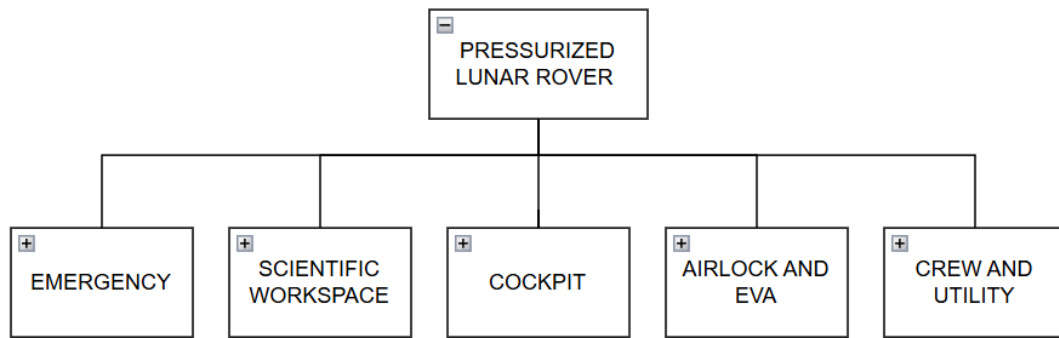 PRESSURIZED
LUNAR ROVER
EMERGENCY
SCIENTIFIC
WORKSPACE
COCKPIT
AIRLOCK AND
EVA
CREW AND
UTILITY